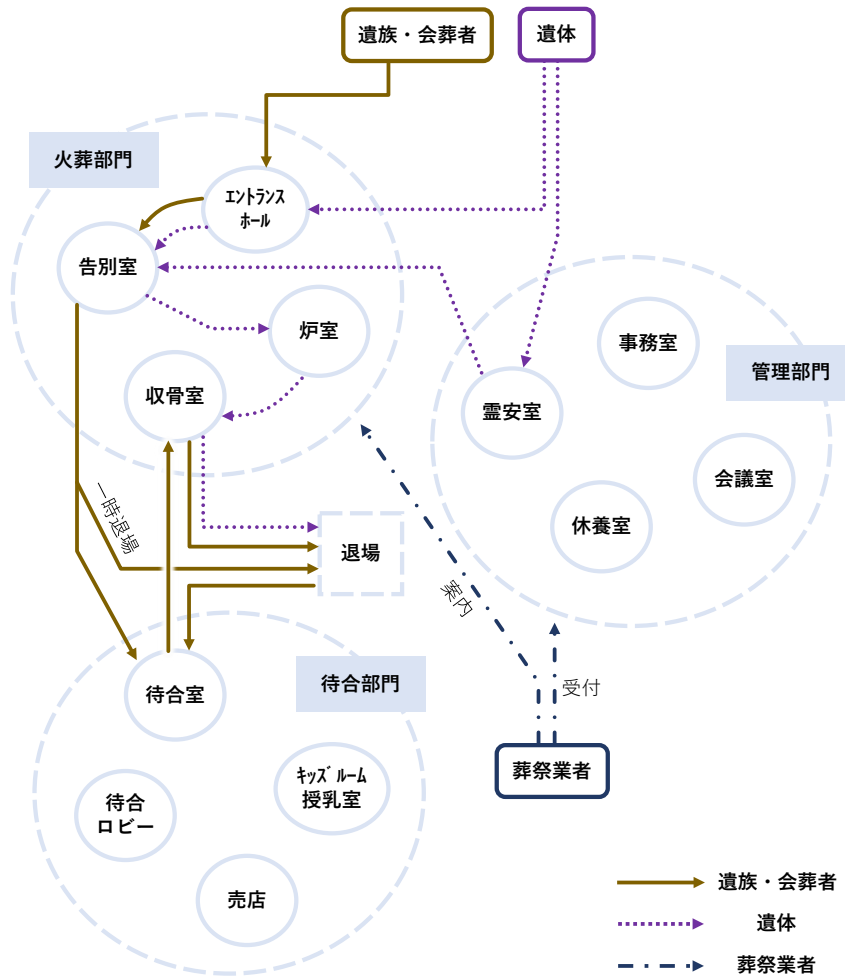 遺族・会葬者
遺体
火葬部門
エントランス
ホール
告別室
炉室
収骨室
事務室
管理部門
霊安室
会議室
休養室
一時退場
退場
案内
待合室
待合部門
受付
葬祭業者
キッズルーム
授乳室
待合
ロビー
売店
遺族・会葬者
遺体
葬祭業者